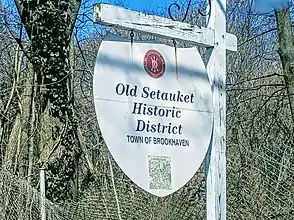 Old Setauket
Historic
District
TOWN OF BROOKHAVEN